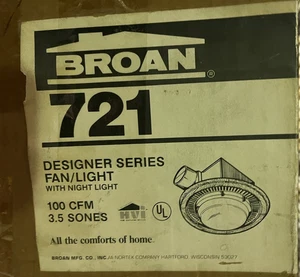 BROAN®
721
DESIGNER SERIES
FAN/LIGHT
WITH NIGHT LIGHT
100 CFM
3.5 SONES
HVI
UL
All the comforts of home.
BROAN MFG. CO., INC. A NORTEK COMPANY HARTFORD, WISCONSIN 53027